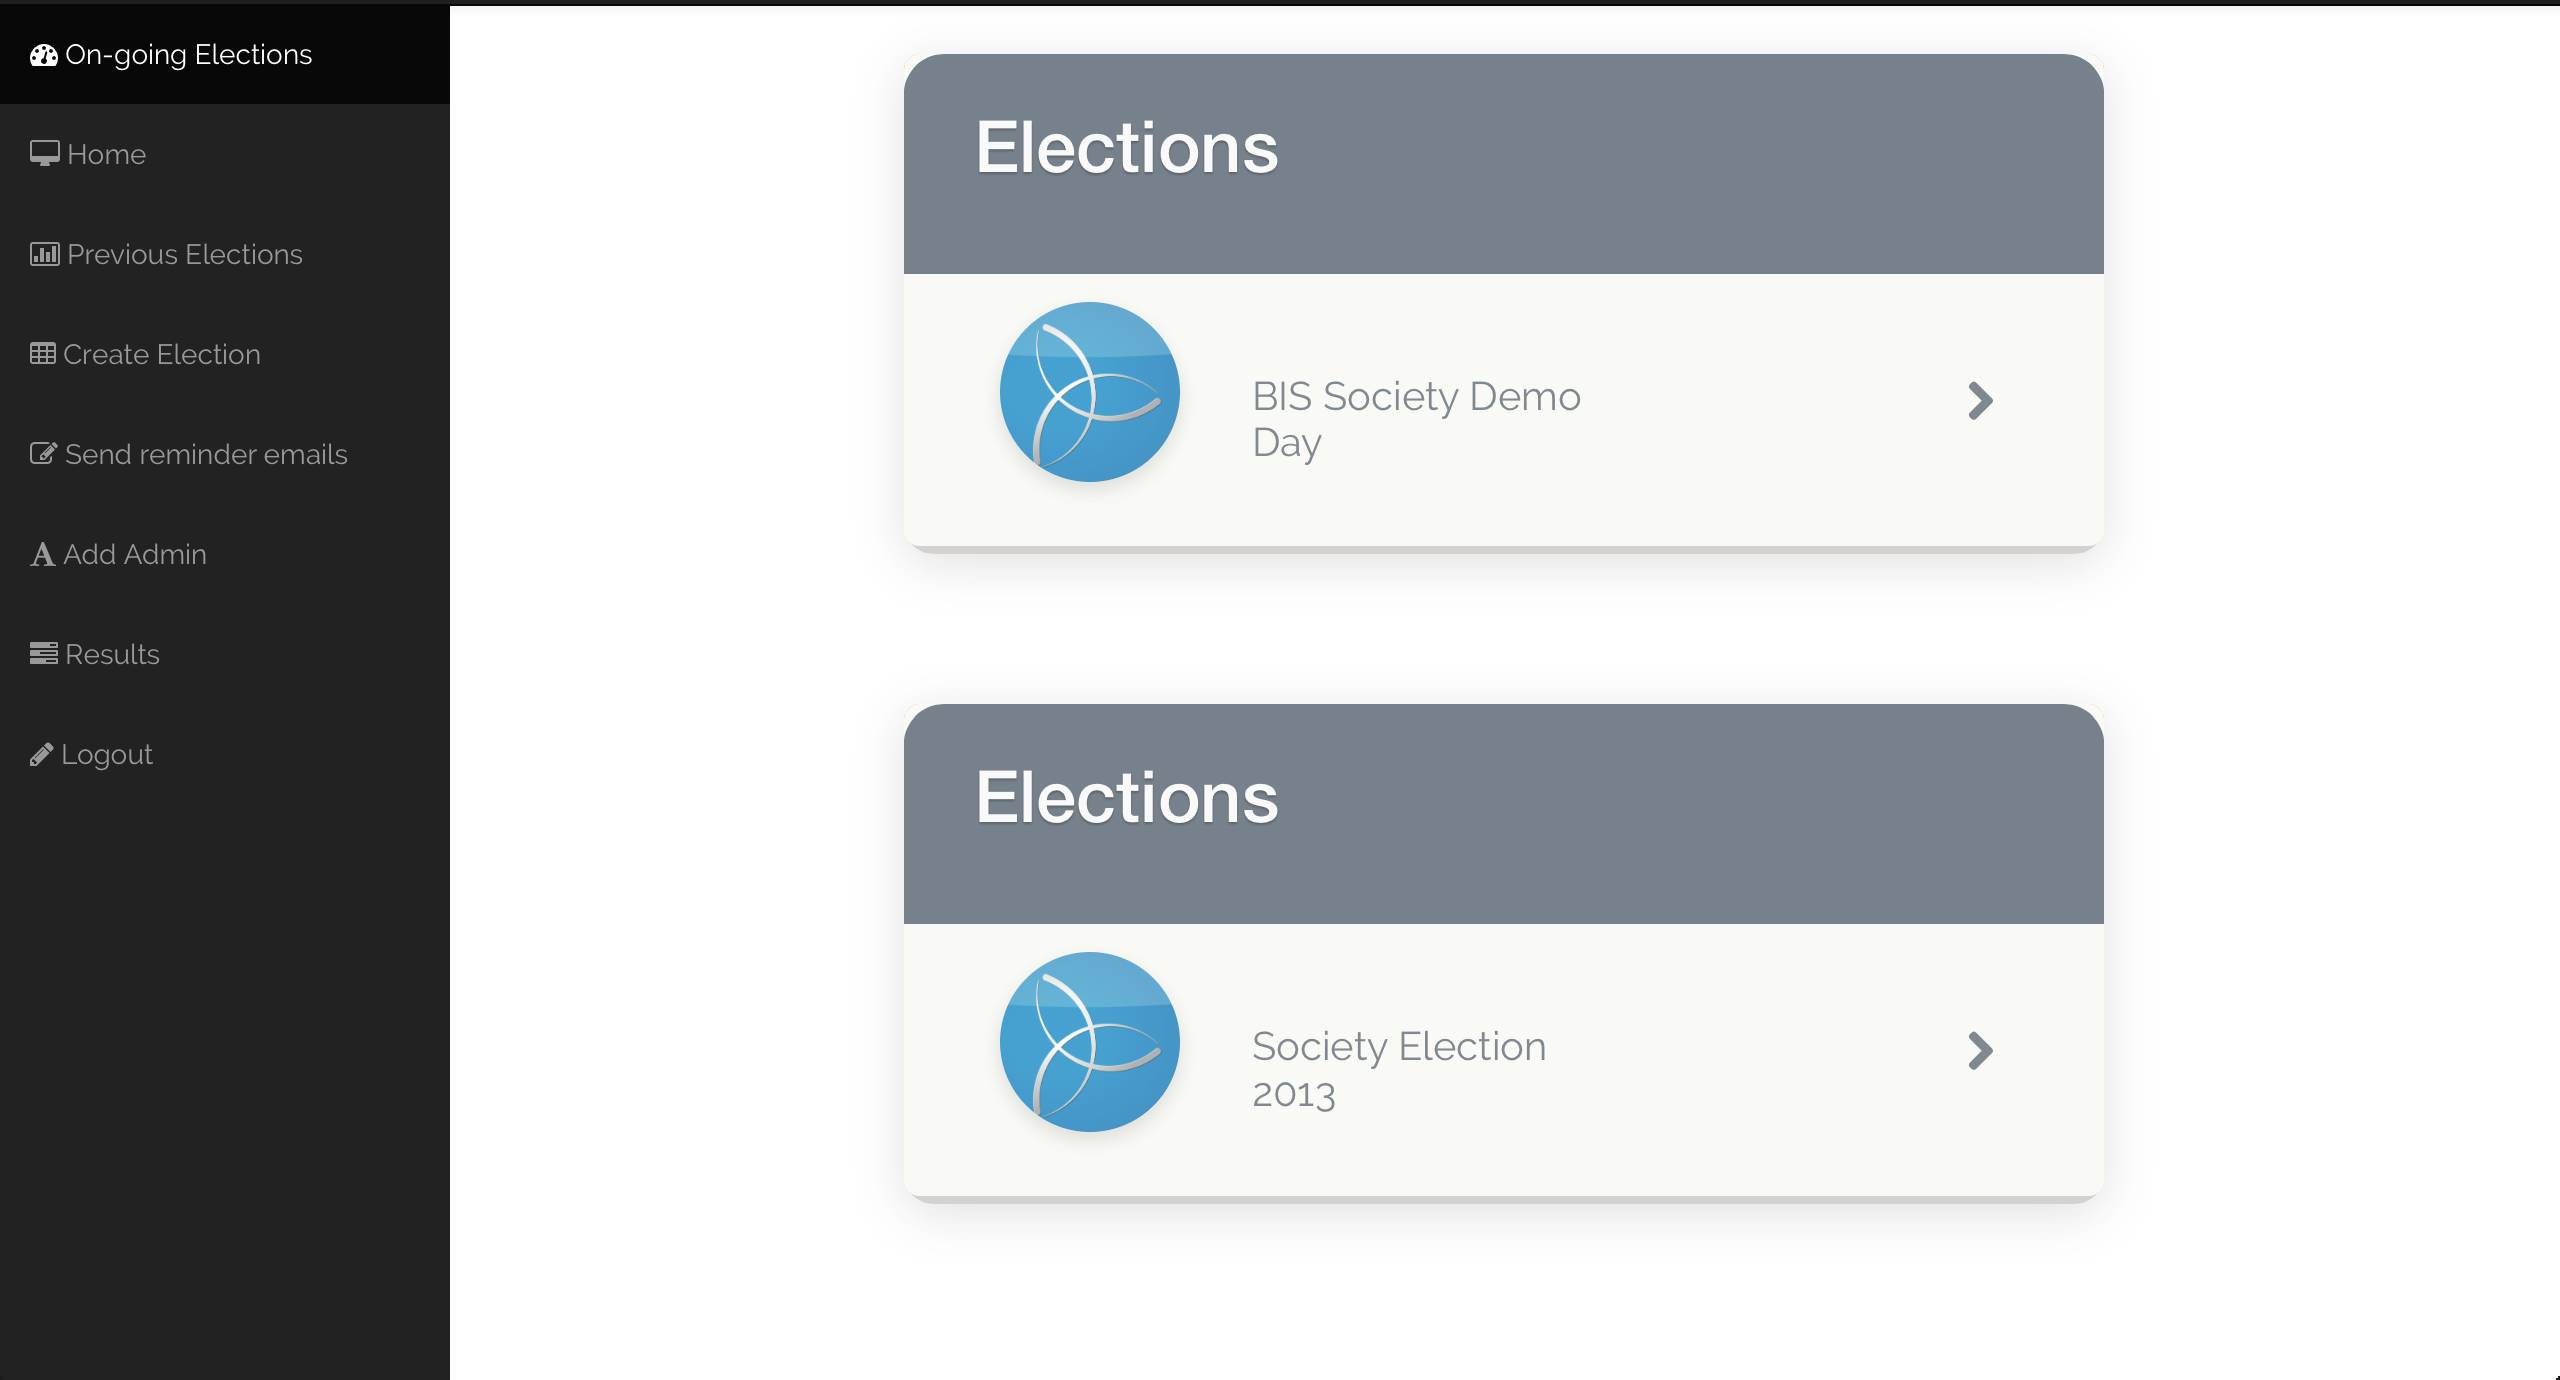 On-going Elections
Home
Previous Elections
Create Election
Send reminder emails
Add Admin
Results
Logout
Elections
BIS Society Demo
Day
Elections
Society Election
2013